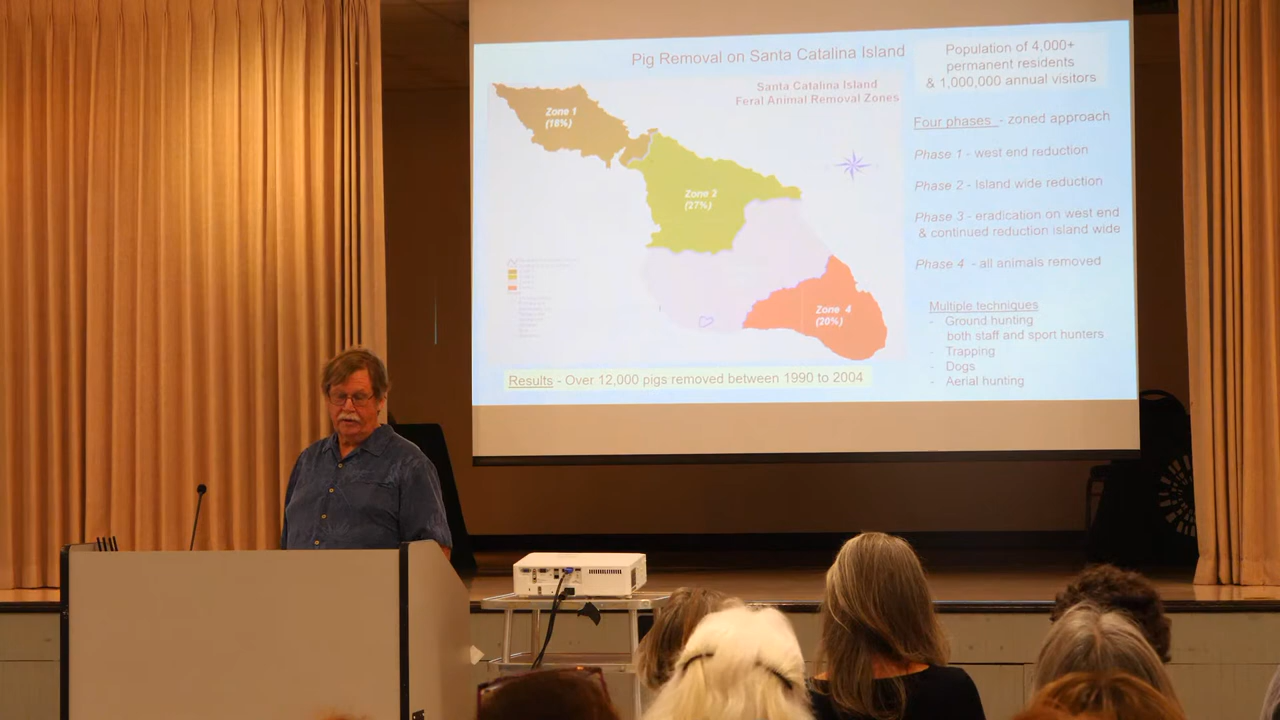 Pig Removal on Santa Catalina Island
Santa Catalina Island
Feral Animal Removal Zones
Zone 1
(18%)
Zone 2
(27%)
Zone 4
(20%)
Results - Over 12,000 pigs removed between 1990 to 2004
Population of 4,000+
permanent residents
& 1,000,000 annual visitors
Four phases - zoned approach
Phase 1 - west end reduction
Phase 2 - Island wide reduction
Phase 3 - eradication on west end
& continued reduction island wide
Phase 4 - all animals removed
Multiple techniques
- Ground hunting
both staff and sport hunters
- Trapping
- Dogs
- Aerial hunting